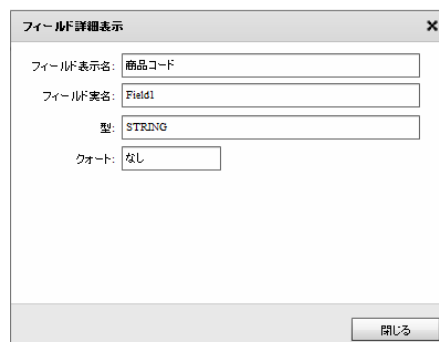 フィールド詳細表示
フィールド表示名: 商品コード
フィールド実名: Field1
型: STRING
クォート: なし
閉じる